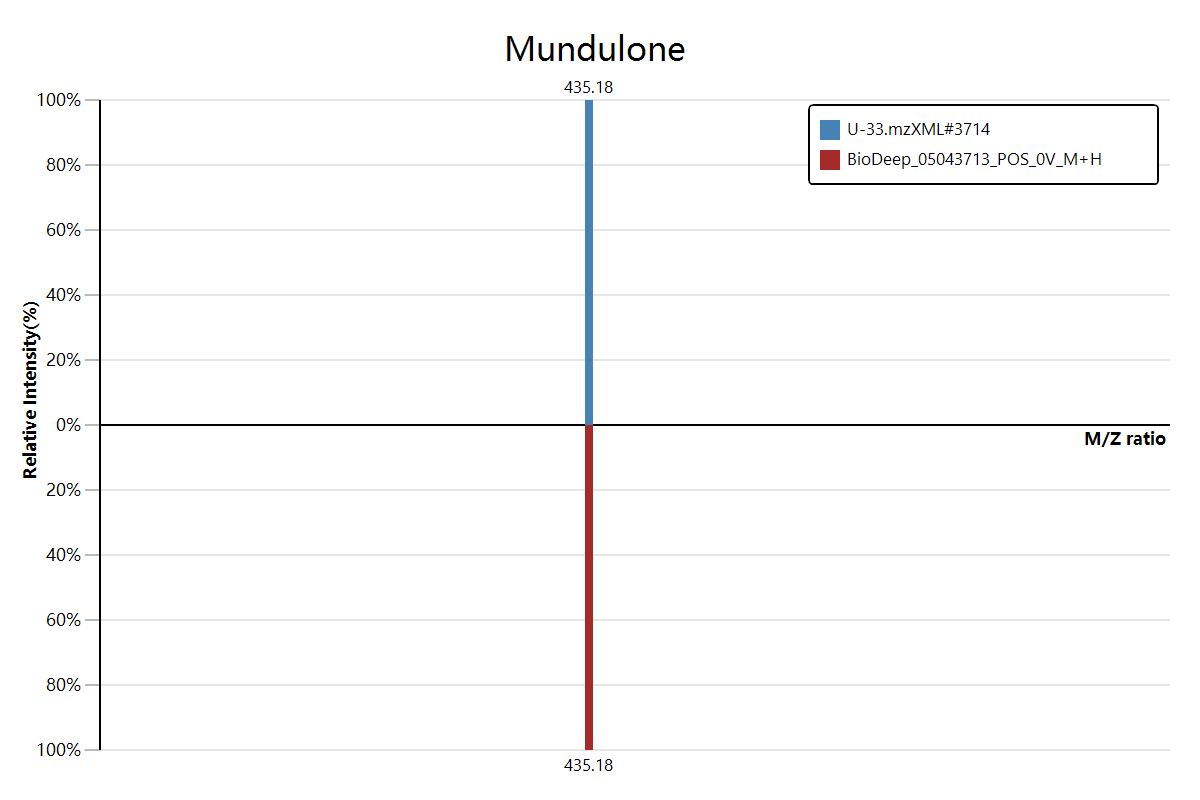 Mundulone
435.18
100%
80%
60%
40%
20%
0%
20%
40%
60%
80%
100%
Relative Intensity(%)
U-33.mzXML#3714
BioDeep_05043713_POS_0V_M+H
M/Z ratio
435.18